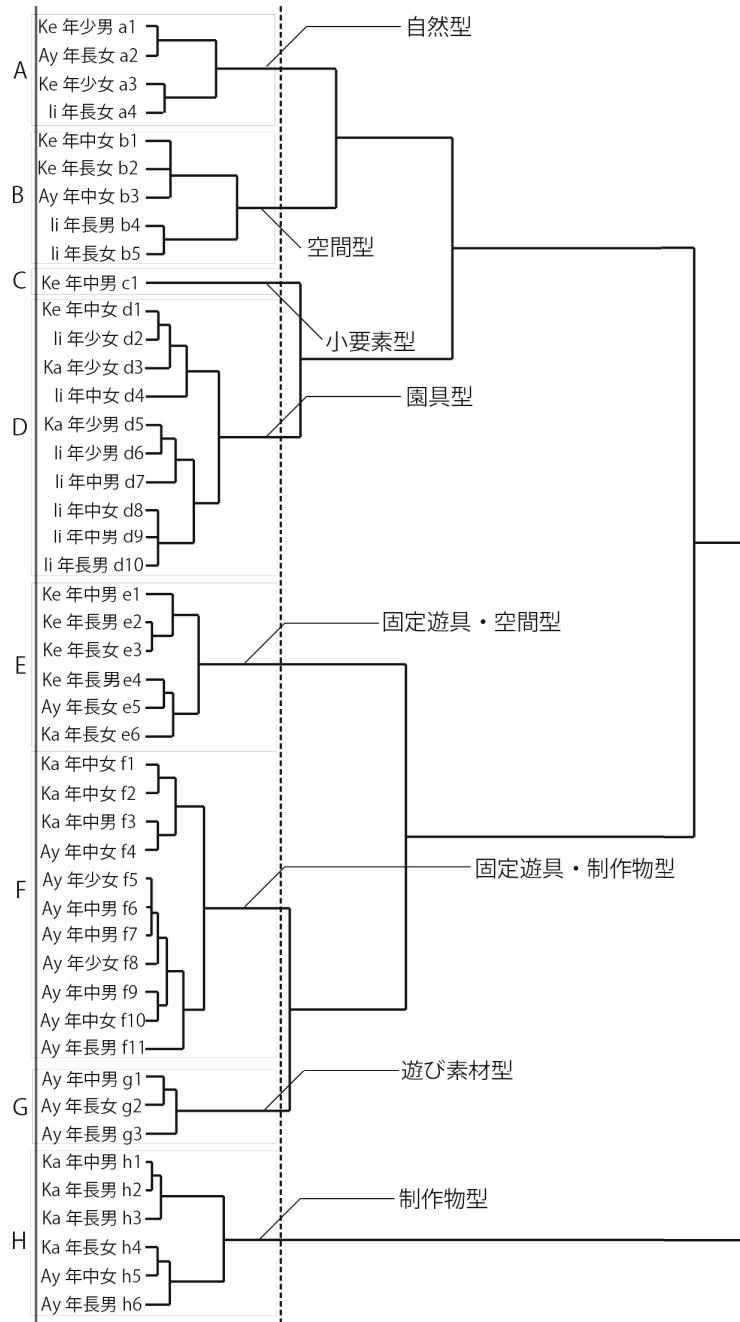 A
Ke 年少男 a1
Ay 年長女 a2
Ke 年少女 a3
Ii 年長女 a4
自然型
B
Ke 年中女 b1
Ke 年長女 b2
Ay 年中女 b3
Ii 年長男 b4
Ii 年長女 b5
空間型
C
Ke 年中男 c1
小要素型
D
Ke 年中女 d1
Ii 年少女 d2
Ka 年少女 d3
Ii 年中女 d4
Ka 年少男 d5
Ii 年少男 d6
Ii 年中男 d7
Ii 年中女 d8
Ii 年中男 d9
Ii 年長男 d10
園具型
E
Ke 年中男 e1
Ke 年長男 e2
Ke 年長女 e3
Ke 年長男 e4
Ay 年長女 e5
Ka 年長女 e6
固定遊具・空間型
F
Ka 年中女 f1
Ka 年中女 f2
Ka 年中男 f3
Ay 年中女 f4
Ay 年少女 f5
Ay 年中男 f6
Ay 年中男 f7
Ay 年少女 f8
Ay 年中男 f9
Ay 年中女 f10
Ay 年長男 f11
固定遊具・制作物型
G
Ay 年中男 g1
Ay 年長女 g2
Ay 年長男 g3
遊び素材型
H
Ka 年中男 h1
Ka 年長男 h2
Ka 年長男 h3
Ka 年長女 h4
Ay 年中女 h5
Ay 年長男 h6
制作物型